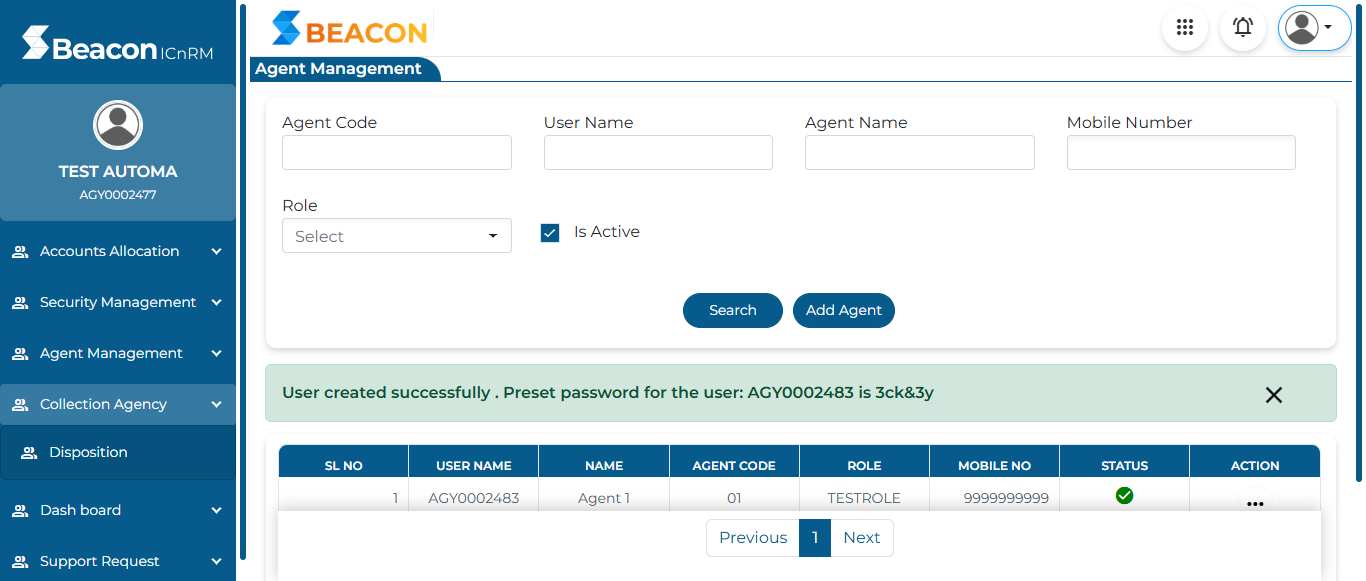 Beacon ICnRM
BEACON
Agent Management
TEST AUTOMA
AGY0002477
Accounts Allocation
Security Management
Agent Management
Collection Agency
Disposition
Dash board
Support Request
Agent Code User Name Agent Name Mobile Number
Role
Select Is Active
Search Add Agent
User created successfully . Preset password for the user: AGY0002483 is 3ck&3y
SL NO USER NAME NAME AGENT CODE ROLE MOBILE NO STATUS ACTION
1 AGY0002483 Agent 1 01 TESTROLE 9999999999
Previous 1 Next